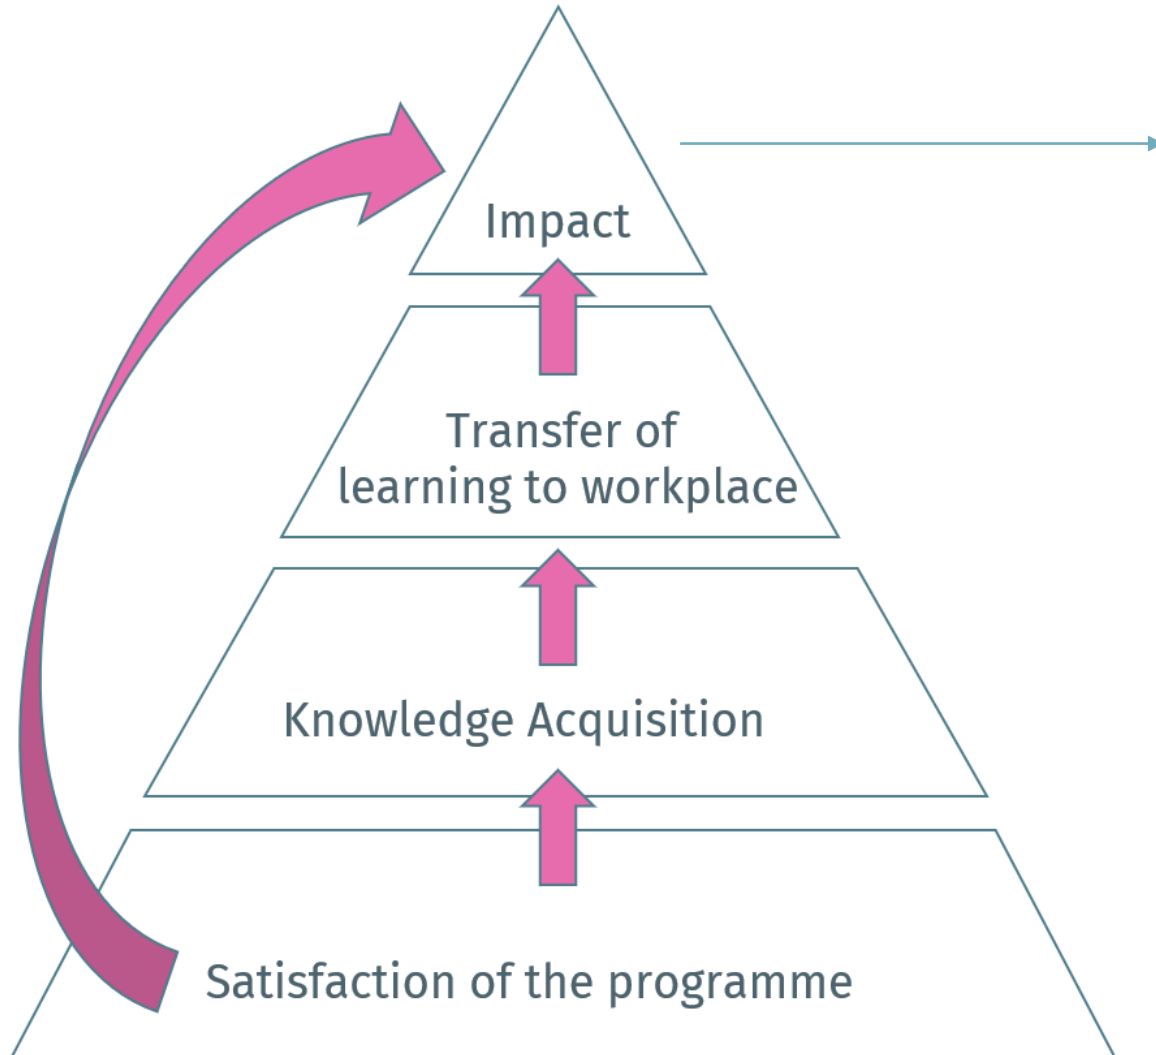 Impact
Transfer of
learning to workplace
Knowledge Acquisition
Satisfaction of the programme